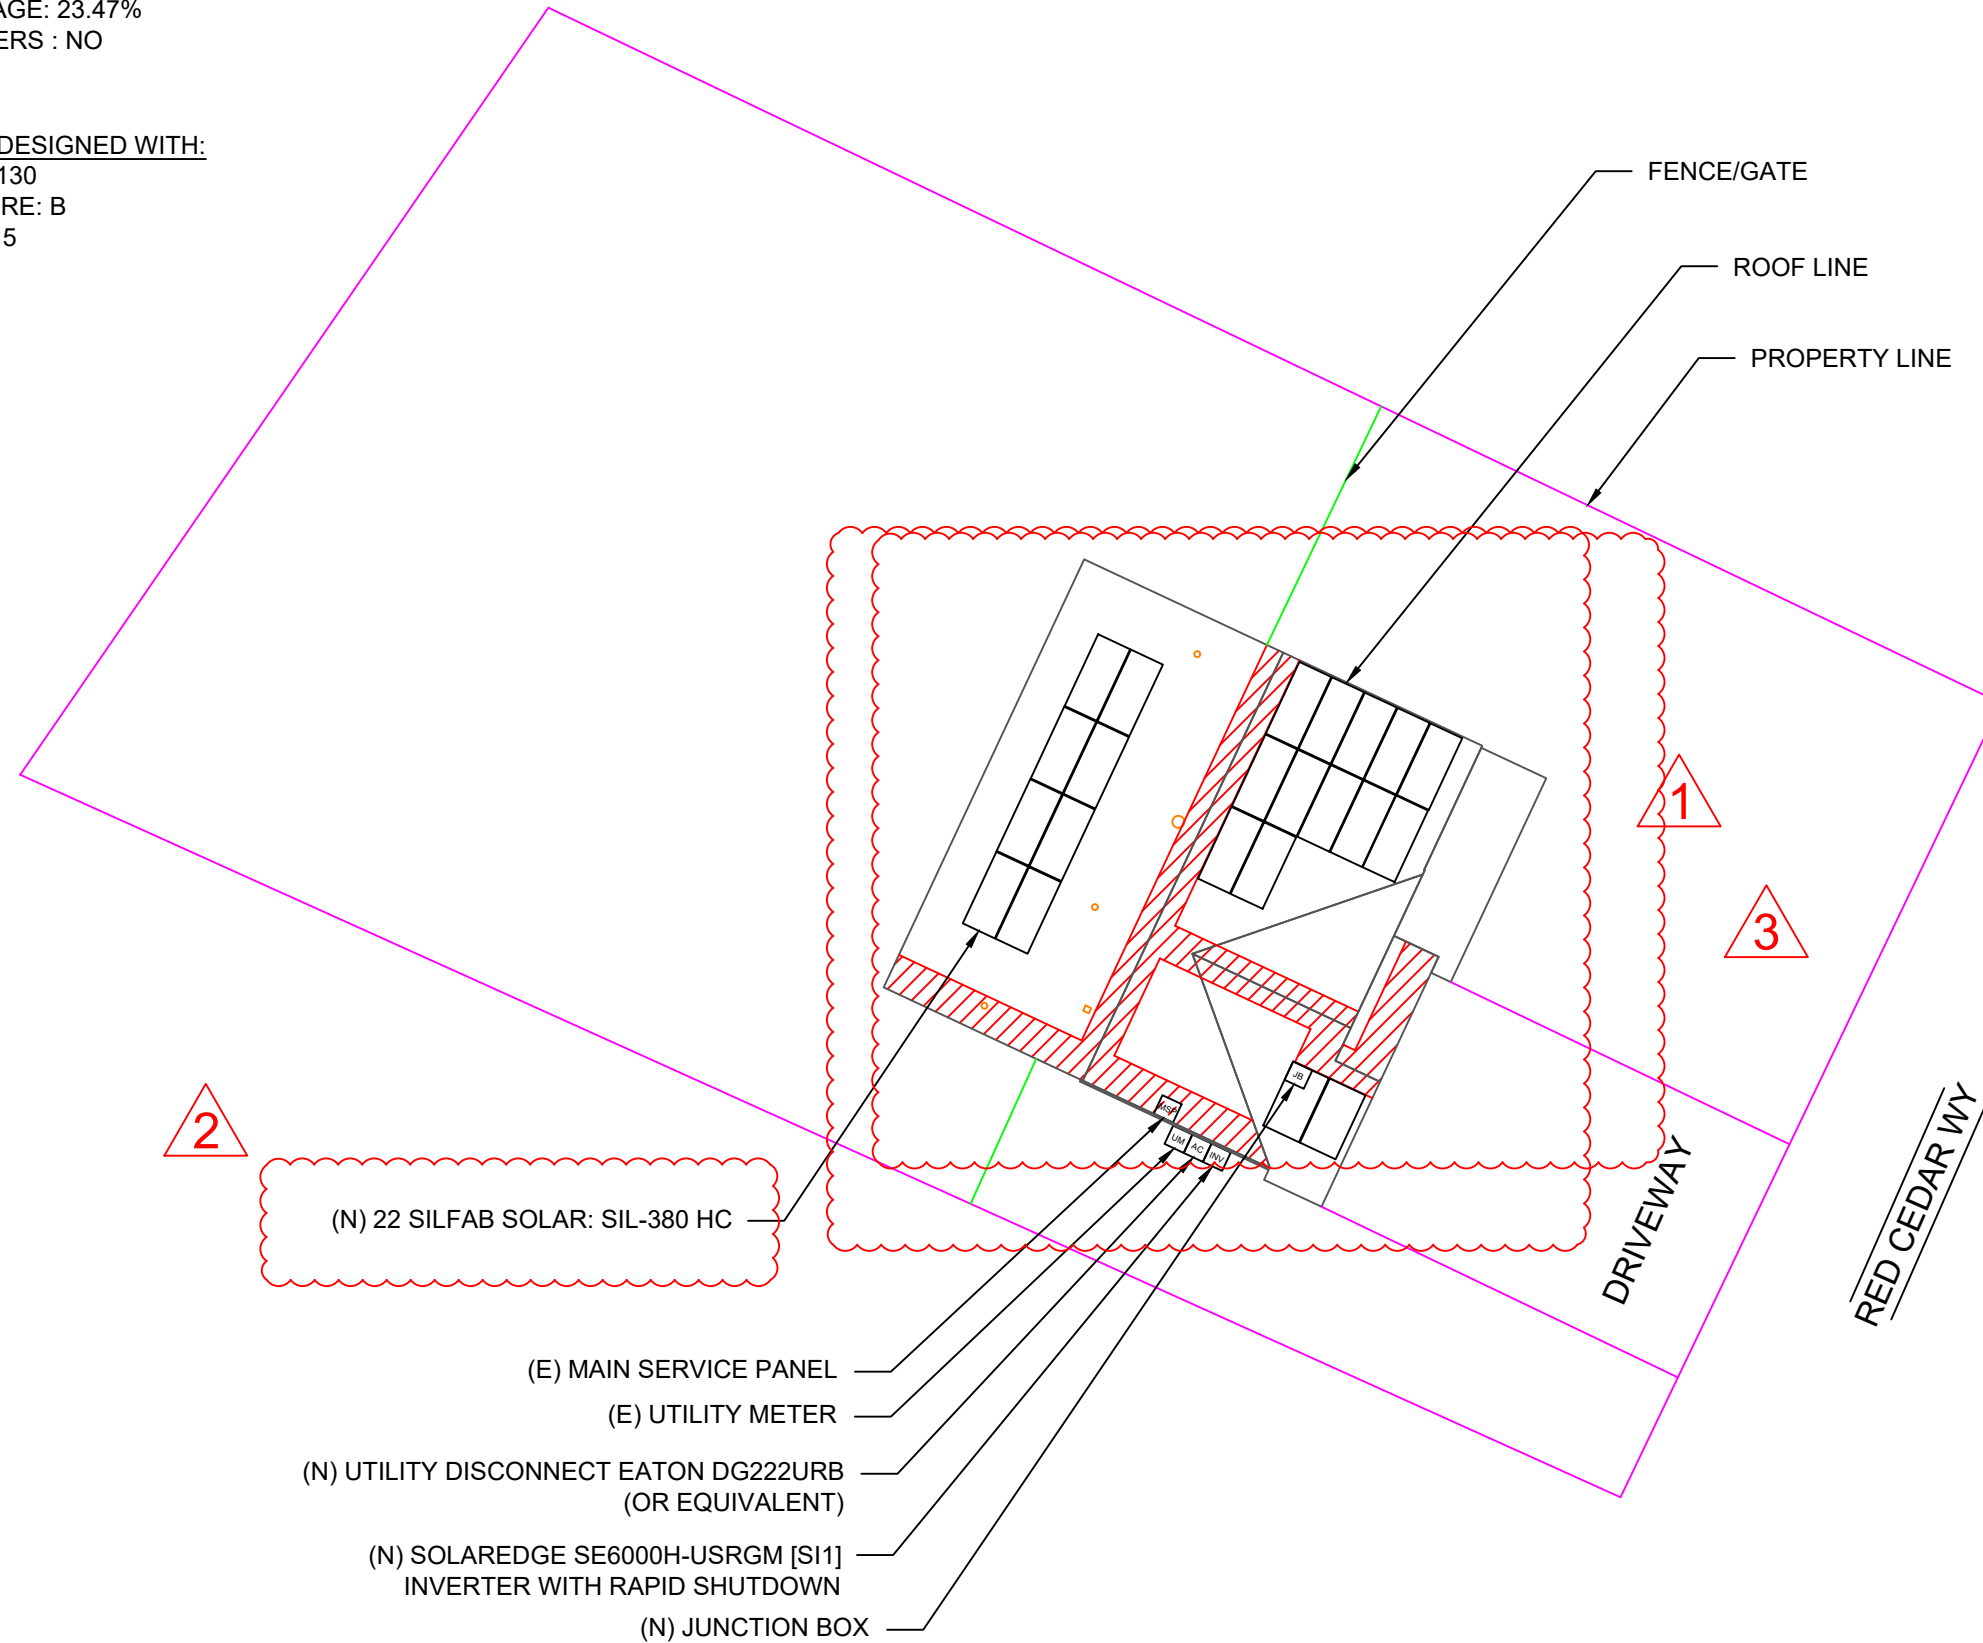 AGE: 23.47%
ERS : NO
DESIGNED WITH:
130
RE: B
5
FENCE/GATE
ROOF LINE
PROPERTY LINE
1
3
2
JB
MSP
UM
AC
INV
(N) 22 SILFAB SOLAR: SIL-380 HC
DRIVEWAY
RED CEDAR WY
(E) MAIN SERVICE PANEL
(E) UTILITY METER
(N) UTILITY DISCONNECT EATON DG222URB
(OR EQUIVALENT)
(N) SOLAREDGE SE6000H-USRGM [SI1]
INVERTER WITH RAPID SHUTDOWN
(N) JUNCTION BOX